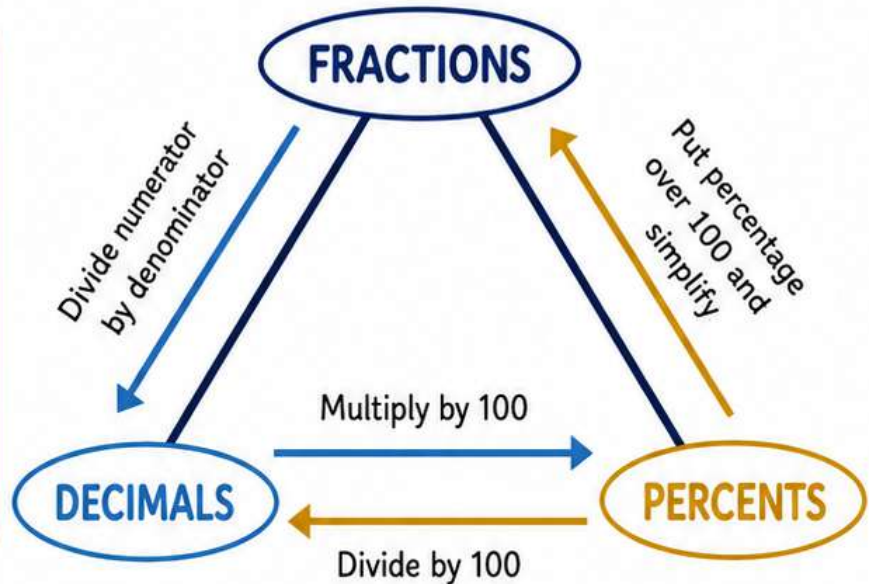 FRACTIONS
Divide numerator
by denominator
Put percentage
over 100 and
simplify
Multiply by 100
DECIMALS
PERCENTS
Divide by 100